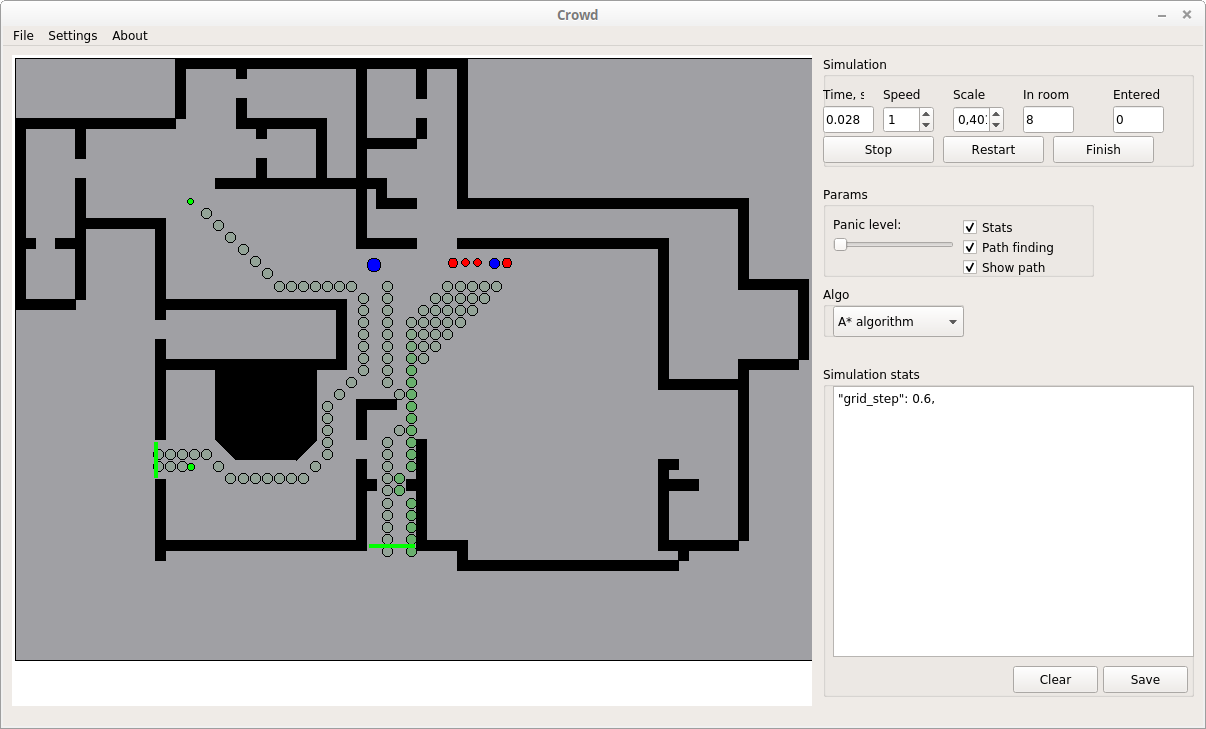 Crowd
File Settings About
Simulation
Time, s Speed Scale In room Entered
0.028 1 0,401 8 0
Stop Restart Finish
Params
Panic level:
Stats
Path finding
Show path
Algo
A* algorithm
Simulation stats
"grid_step": 0.6,
Clear Save